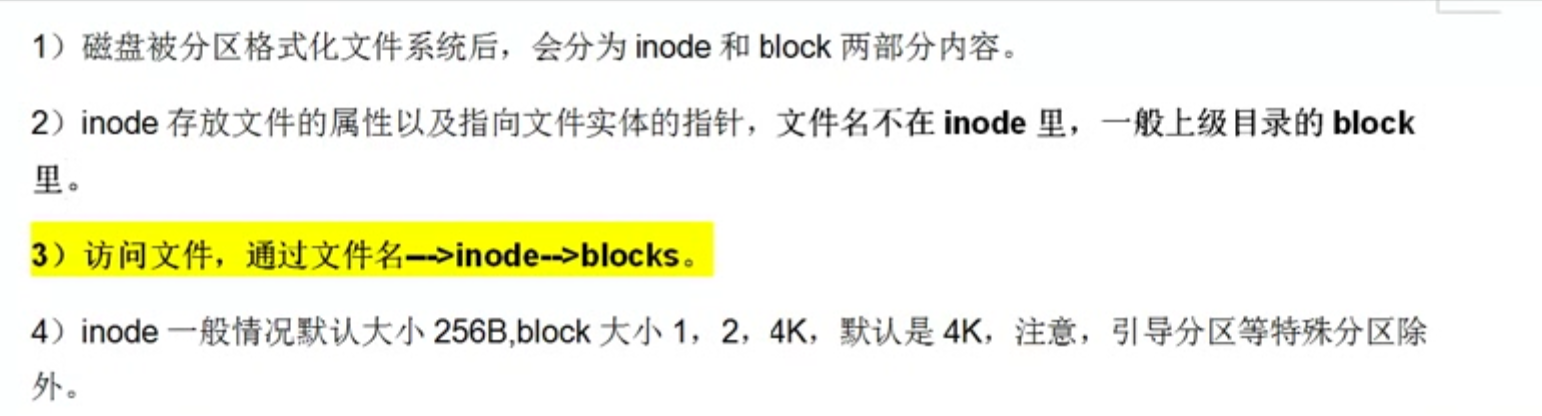 1）磁盘被分区格式化文件系统后，会分为 inode 和 block 两部分内容。
2）inode 存放文件的属性以及指向文件实体的指针，文件名不在 inode 里，一般上级目录的 block
里。
3）访问文件，通过文件名—>inode-->blocks。
4）inode 一般情况默认大小 256B,block 大小 1，2，4K，默认是 4K，注意，引导分区等特殊分区除
外。